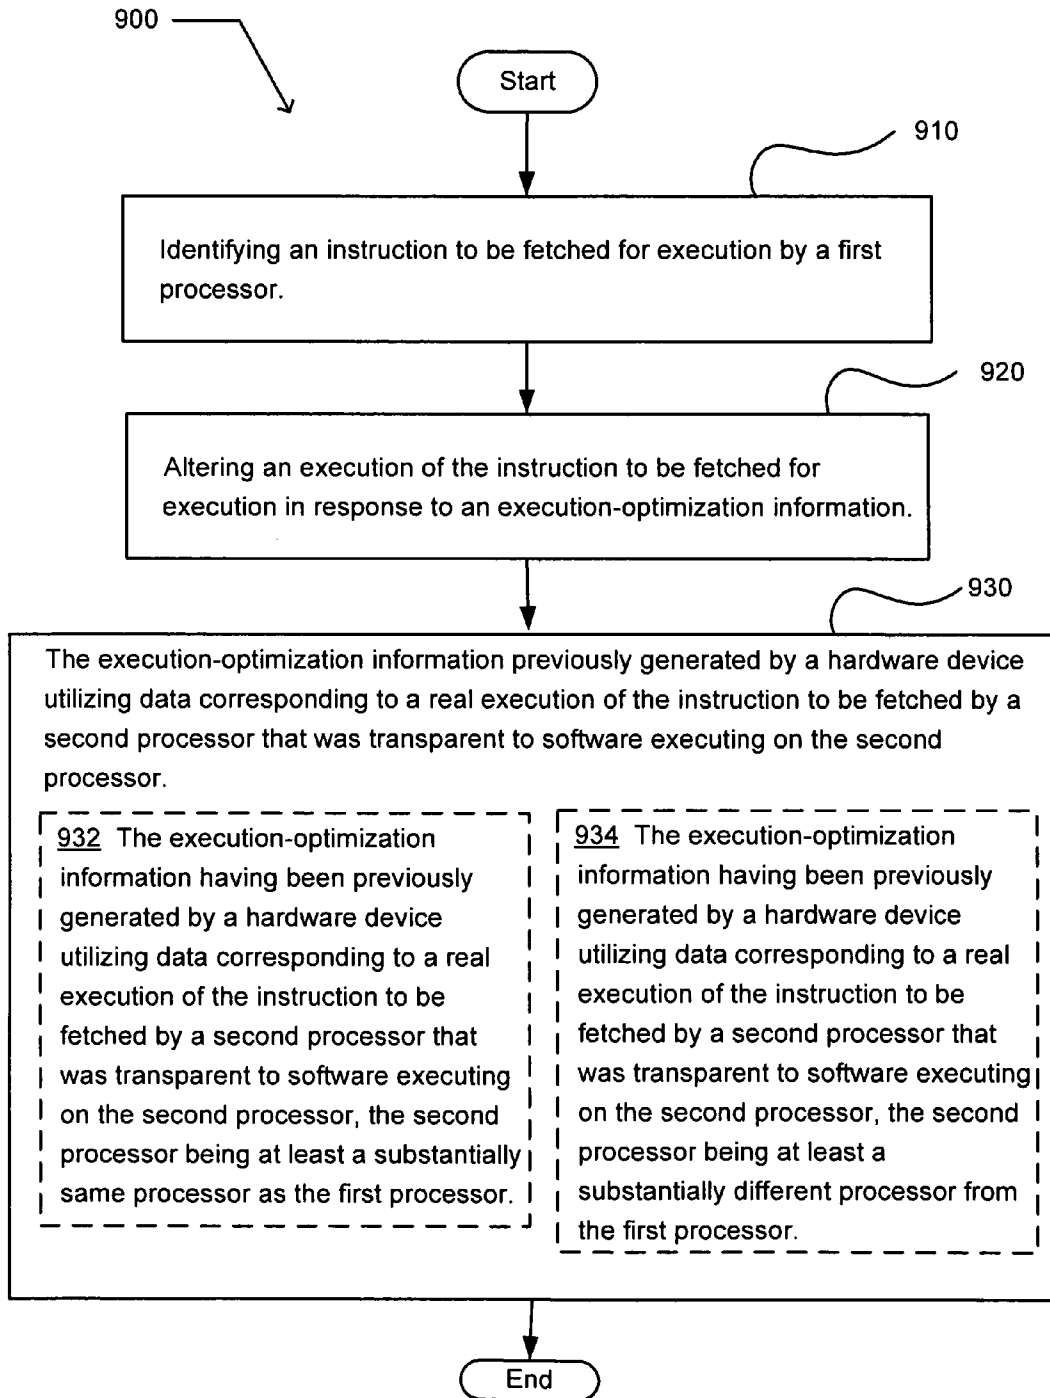 900
Start
910
Identifying an instruction to be fetched for execution by a first
processor.
920
Altering an execution of the instruction to be fetched for
execution in response to an execution-optimization information.
930
The execution-optimization information previously generated by a hardware device
utilizing data corresponding to a real execution of the instruction to be fetched by a
second processor that was transparent to software executing on the second
processor.
932 The execution-optimization
information having been previously
generated by a hardware device
utilizing data corresponding to a real
execution of the instruction to be
fetched by a second processor that
was transparent to software executing
on the second processor, the second
processor being at least a substantially
same processor as the first processor.
934 The execution-optimization
information having been previously
generated by a hardware device
utilizing data corresponding to a real
execution of the instruction to be
fetched by a second processor that
was transparent to software executing
on the second processor, the second
processor being at least a
substantially different processor from
the first processor.
End